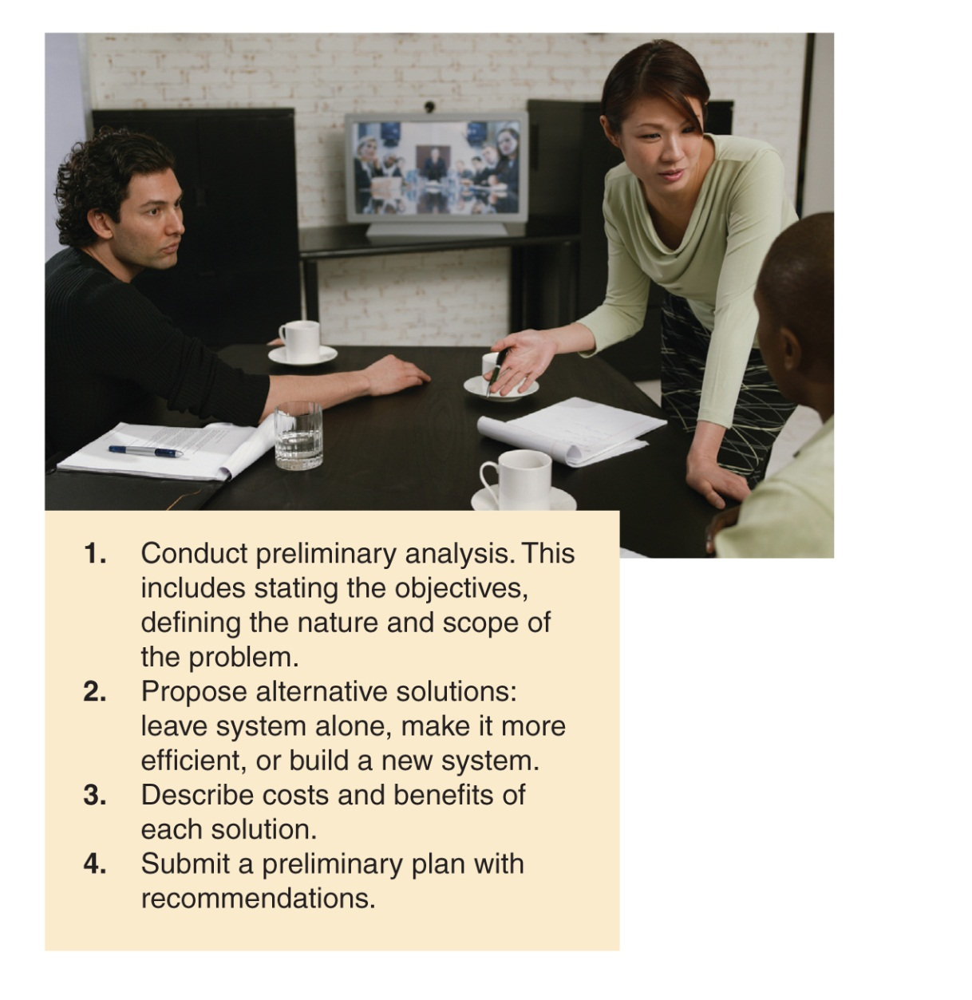 1. Conduct preliminary analysis. This
includes stating the objectives,
defining the nature and scope of
the problem.
2. Propose alternative solutions:
leave system alone, make it more
efficient, or build a new system.
3. Describe costs and benefits of
each solution.
4. Submit a preliminary plan with
recommendations.